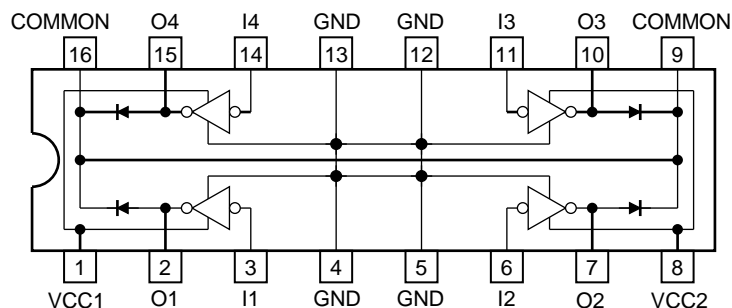 COMMON O4 I4 GND GND I3 O3 COMMON
16 15 14 13 12 11 10 9
1 2 3 4 5 6 7 8
VCC1 O1 I1 GND GND I2 O2 VCC2